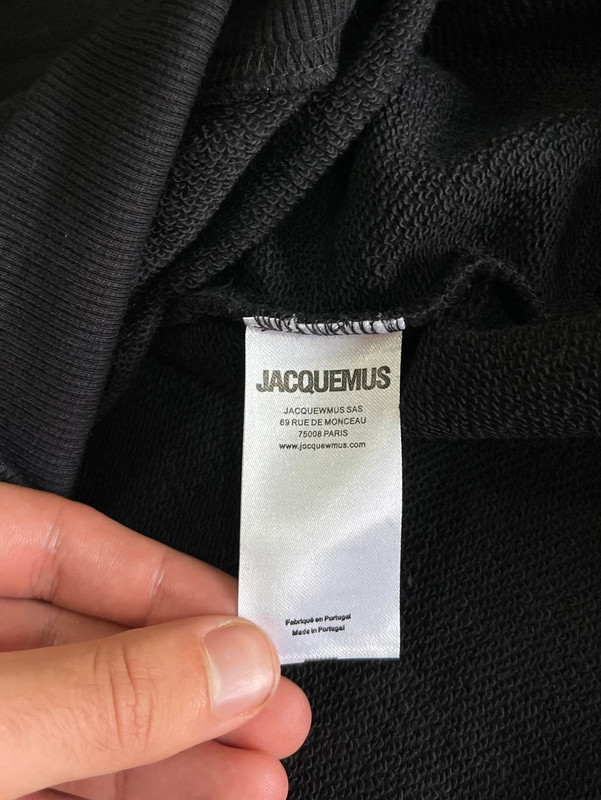 JACQUEMUS
JACQUEWMUS SAS
69 RUE DE MONCEAU
75008 PARIS
www.jacquewmus.com
Fabriqué en Portugal
Made in Portugal